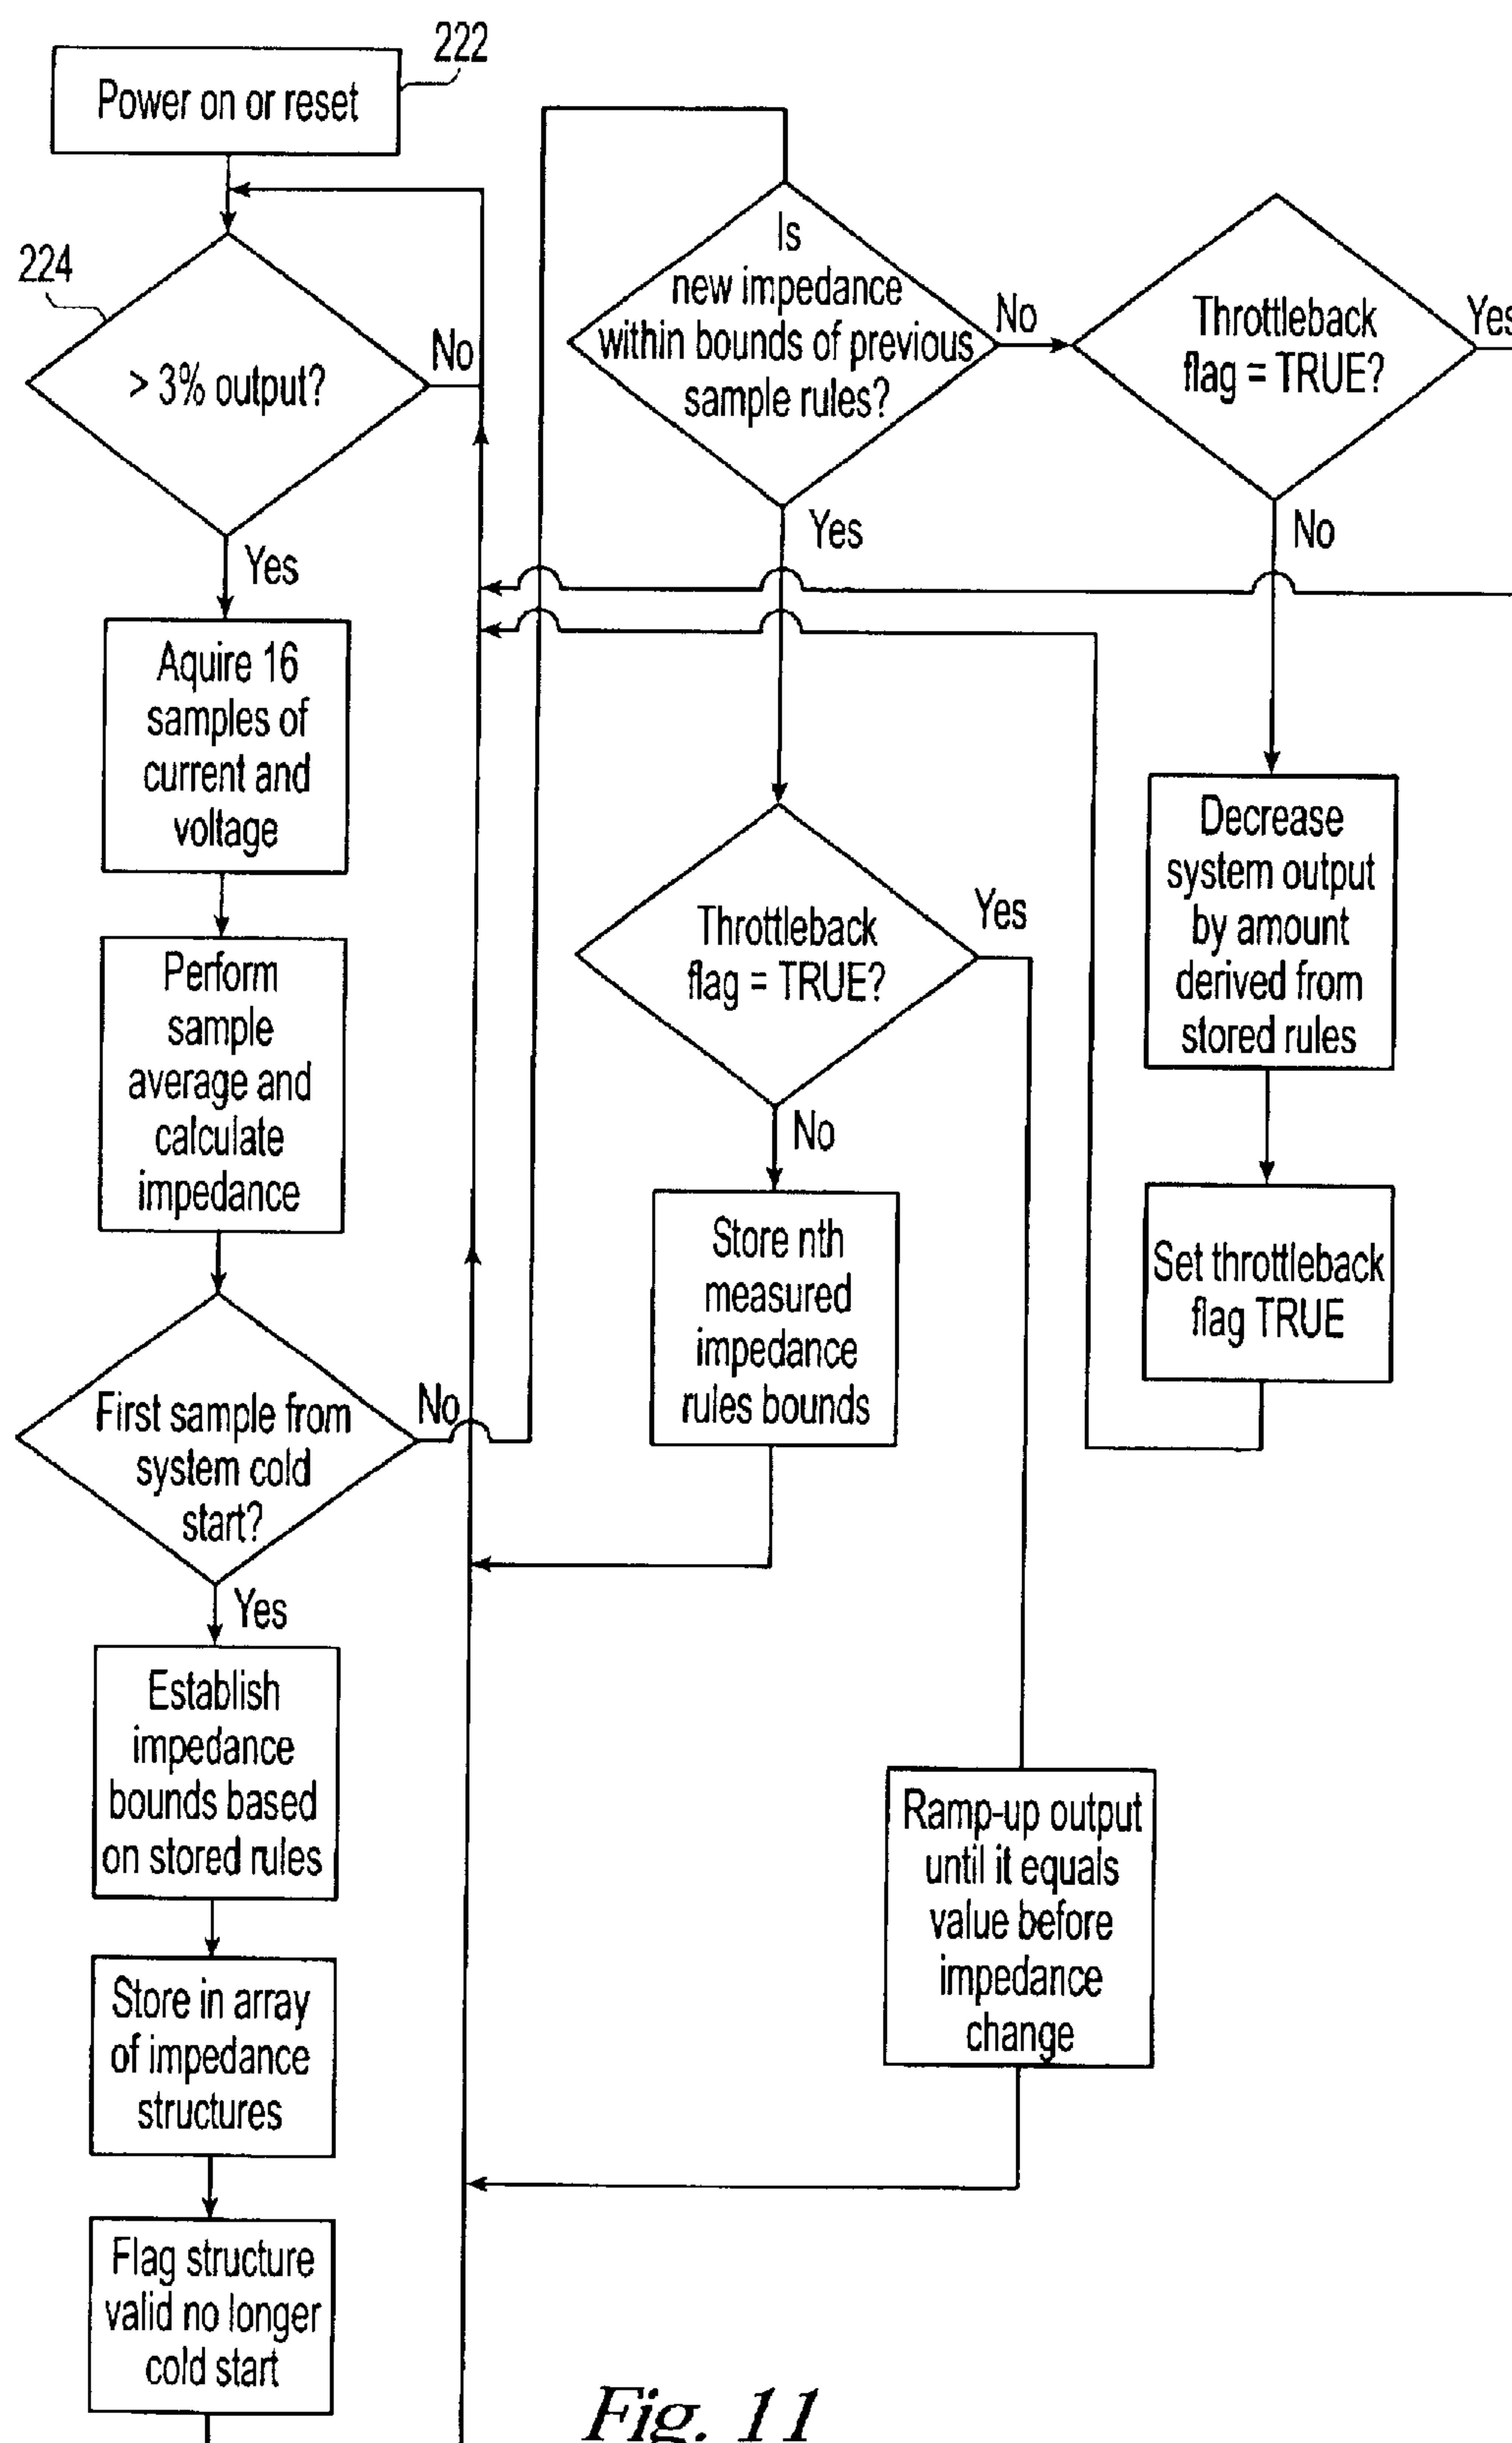 222
Power on or reset
224
> 3% output?
No
Yes
Aquire 16
samples of
current and
voltage
Perform
sample
average and
calculate
impedance
First sample from
system cold
start?
No
Yes
Establish
impedance
bounds based
on stored rules
Store in array
of impedance
structures
Flag structure
valid no longer
cold start
Is
new impedance
within bounds of previous
sample rules?
No
Yes
Throttleback
flag = TRUE?
Yes
No
Throttleback
flag = TRUE?
Yes
No
Store nth
measured
impedance
rules bounds
Decrease
system output
by amount
derived from
stored rules
Set throttleback
flag TRUE
Ramp-up output
until it equals
value before
impedance
change
Fig. 11